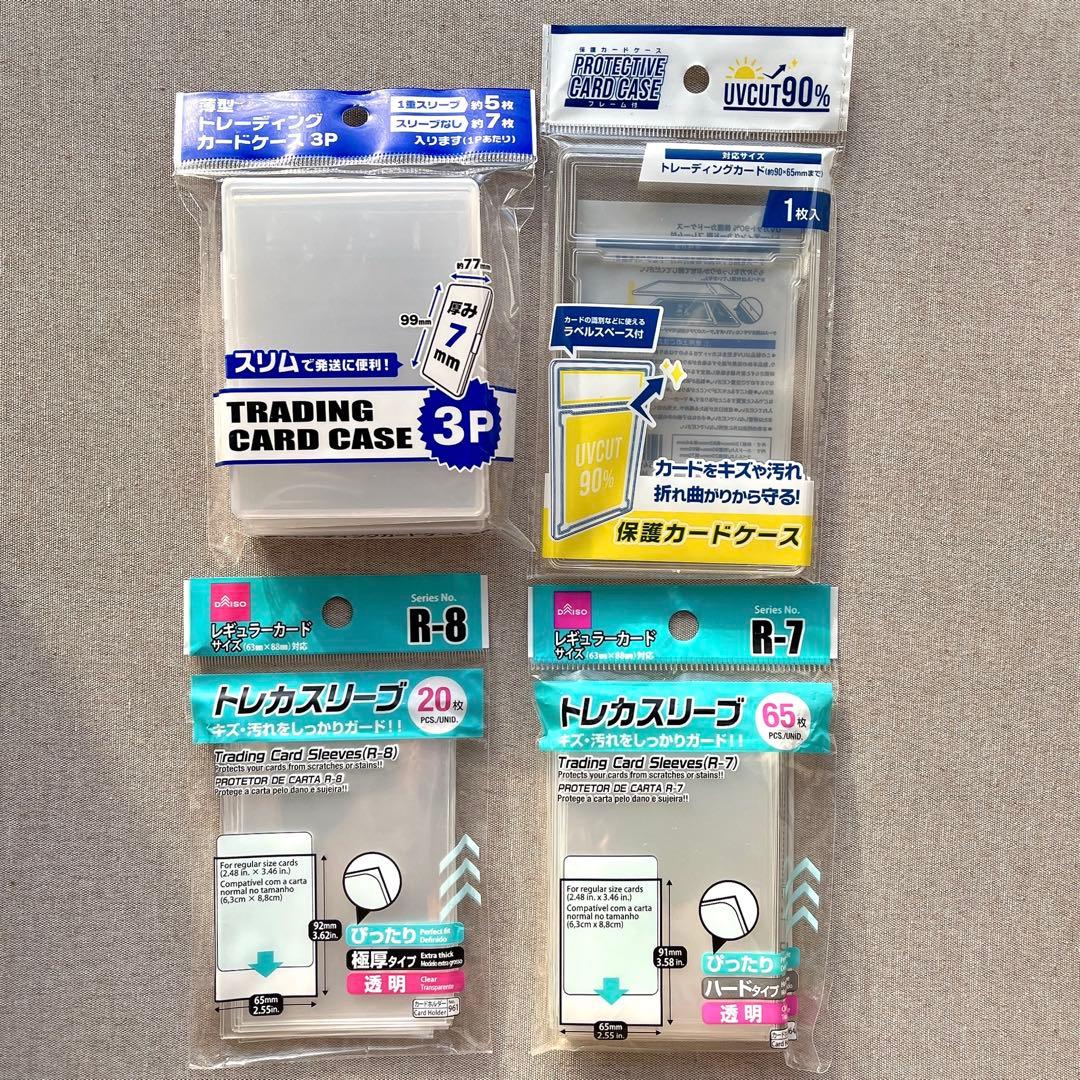 薄型
トレーディング
カードケース 3P
1重スリーブ 約5枚
スリーブなし 約7枚
入ります(1Pあたり)
約77mm
99mm
厚み
7
mm
スリムで発送に便利!
TRADING
CARD CASE
3P
保護カードケース
PROTECTIVE
CARD CASE
フレーム付
UVCUT90%
対応サイズ
トレーディングカード(約90×65mmまで)
1枚入
カードの識別などに使える
ラベルスペース付
UVCUT
90%
カードをキズや汚れ
折れ曲がりから守る!
保護カードケース
DAISO
レギュラーカード
サイズ(63mm×88mm)対応
Series No.
R-8
トレカスリーブ
20枚
PCS./UNID.
キズ・汚れをしっかりガード!!
Trading Card Sleeves(R-8)
Protects your cards from scratches or stains!!
PROTETOR DE CARTA R-8
Protege a carta pelo dano e sujeira!!
For regular size cards
(2.48 in. × 3.46 in.)
Compatível com a carta
normal no tamanho
(6,3cm × 8,8cm)
92mm
3.62in.
65mm
2.55in.
ぴったり Perfect fit
Definido
極厚タイプ Extra thick
Modelo extra grosso
透明 Clear
Transparente
カードホルダー
Card Holder
No.
961
DAISO
レギュラーカード
サイズ(63mm×88mm)対応
Series No.
R-7
トレカスリーブ
65枚
PCS./UNID.
キズ・汚れをしっかりガード!!
Trading Card Sleeves(R-7)
Protects your cards from scratches or stains!!
PROTETOR DE CARTA R-7
Protege a carta pelo dano e sujeira!!
For regular size cards
(2.48 in. x 3.46 in.)
Compatível com a carta
normal no tamanho
(6,3cm x 8,8cm)
91mm
3.58 in.
65mm
2.55 in.
ぴったり
ハードタイプ
透明